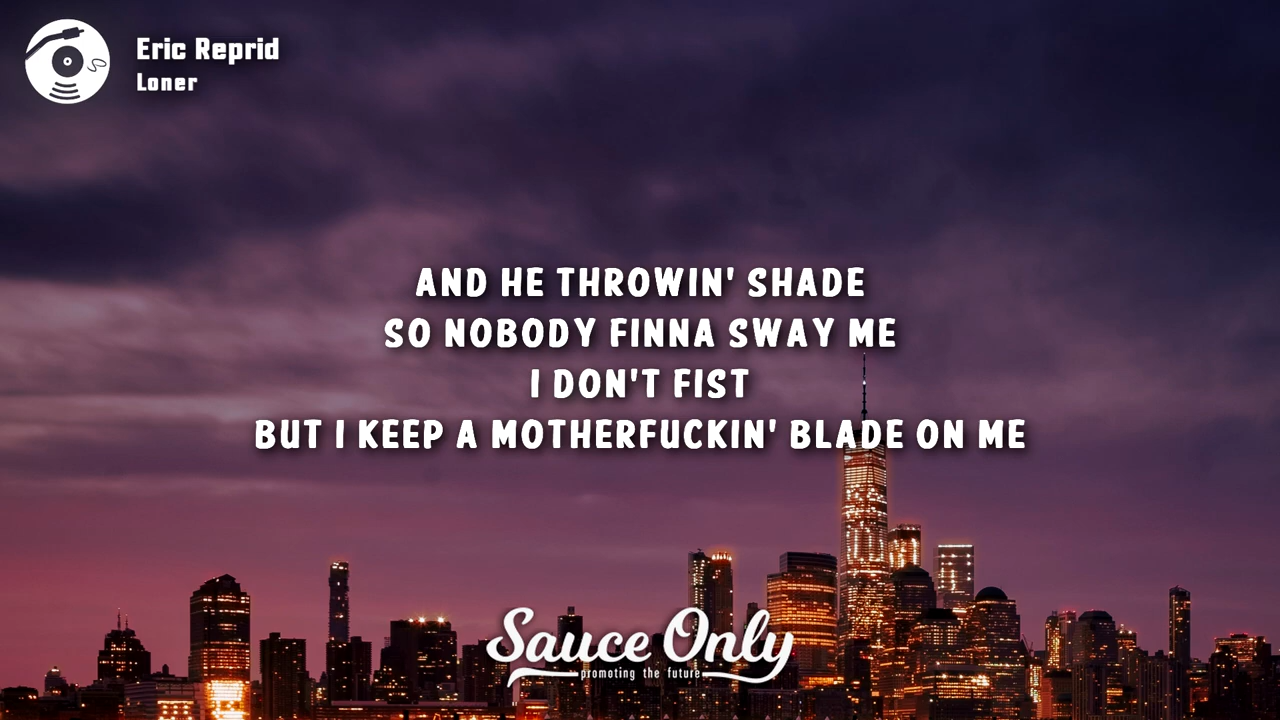 Eric Reprid
Loner
AND HE THROWIN' SHADE
SO NOBODY FINNA SWAY ME
I DON'T FIST
BUT I KEEP A MOTHERFUCKIN' BLADE ON ME
Sauce Only
promoting the future